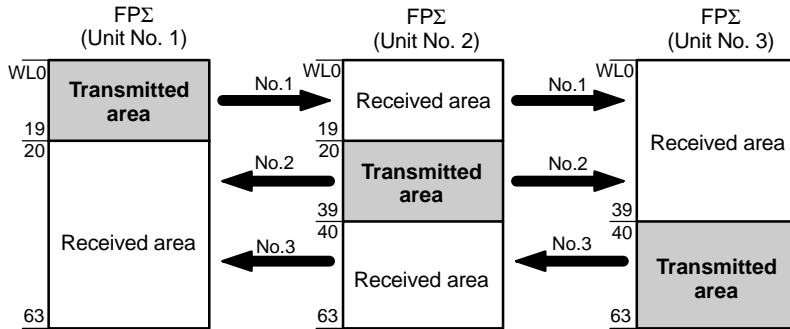 FPΣ
(Unit No. 1)
FPΣ
(Unit No. 2)
FPΣ
(Unit No. 3)
WL0
Transmitted
area
19
20
Received area
63
No.1
No.2
No.3
WL0
Received area
19
20
Transmitted
area
39
40
Received area
63
No.1
No.2
No.3
WL0
Received area
39
40
Transmitted
area
63